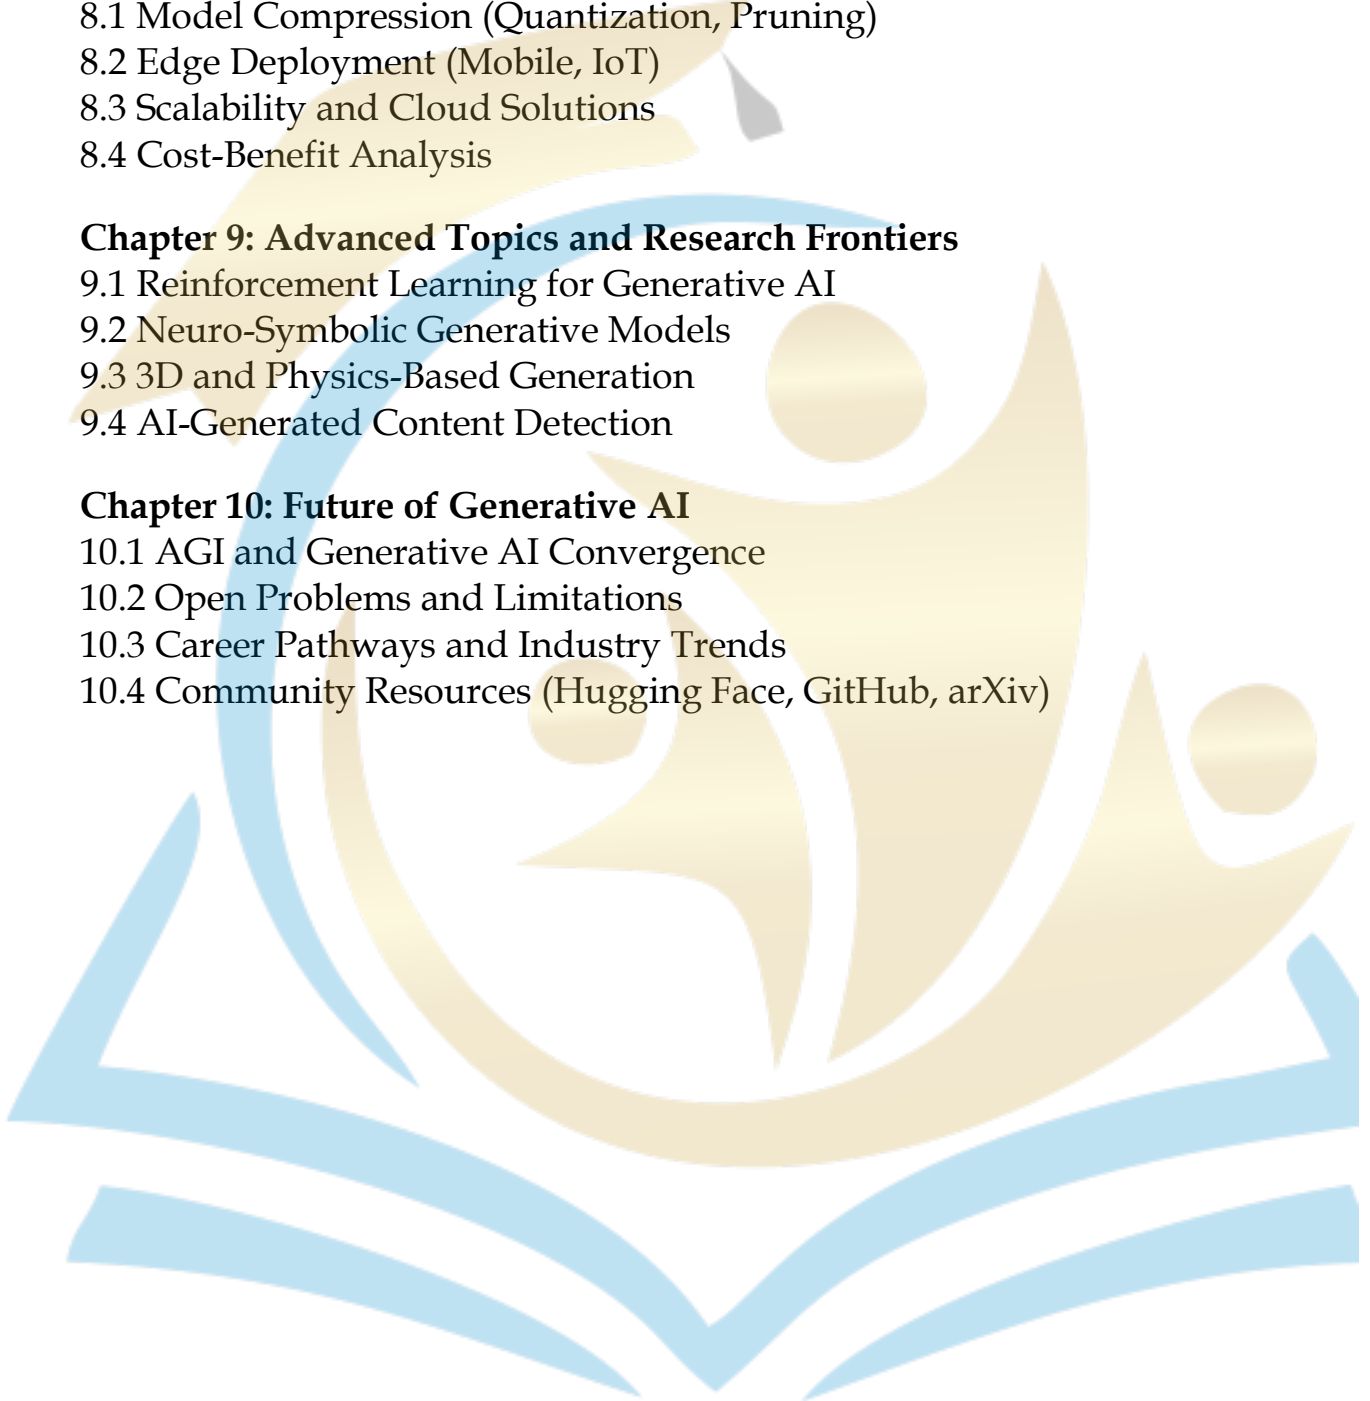 8.1 Model Compression (Quantization, Pruning)
8.2 Edge Deployment (Mobile, IoT)
8.3 Scalability and Cloud Solutions
8.4 Cost-Benefit Analysis
Chapter 9: Advanced Topics and Research Frontiers
9.1 Reinforcement Learning for Generative AI
9.2 Neuro-Symbolic Generative Models
9.3 3D and Physics-Based Generation
9.4 AI-Generated Content Detection
Chapter 10: Future of Generative AI
10.1 AGI and Generative AI Convergence
10.2 Open Problems and Limitations
10.3 Career Pathways and Industry Trends
10.4 Community Resources (Hugging Face, GitHub, arXiv)